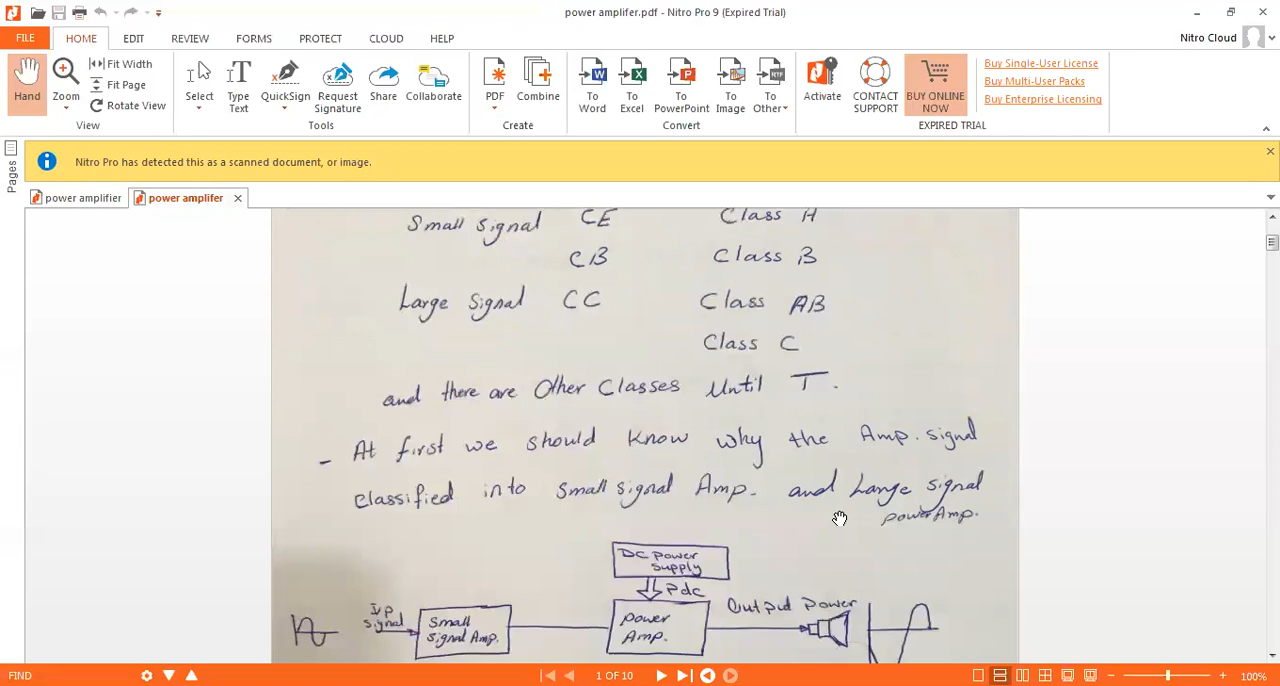 power amplifer.pdf - Nitro Pro 9 (Expired Trial)
FILE HOME EDIT REVIEW FORMS PROTECT CLOUD HELP Nitro Cloud
Hand Zoom Fit Width Fit Page Rotate View Select Type Text QuickSign Request Signature Share Collaborate PDF Combine To Word To Excel To PowerPoint To Image To Other Activate CONTACT SUPPORT BUY ONLINE NOW
Buy Single-User License
Buy Multi-User Packs
Buy Enterprise Licensing
View Tools Create Convert EXPIRED TRIAL
Pages
Nitro Pro has detected this as a scanned document, or image.
power amplifier power amplifer
Small Signal CE Class A
CB Class B
Large Signal CC Class AB
Class C
and there are Other Classes Until T.
- At first we should know why the Amp. signal
classified into small signal Amp. and Large signal
power Amp.
DC power
supply
Pdc
I/p
signal
Small
signal Amp.
power
Amp.
Output power
FIND 1 OF 10 100%